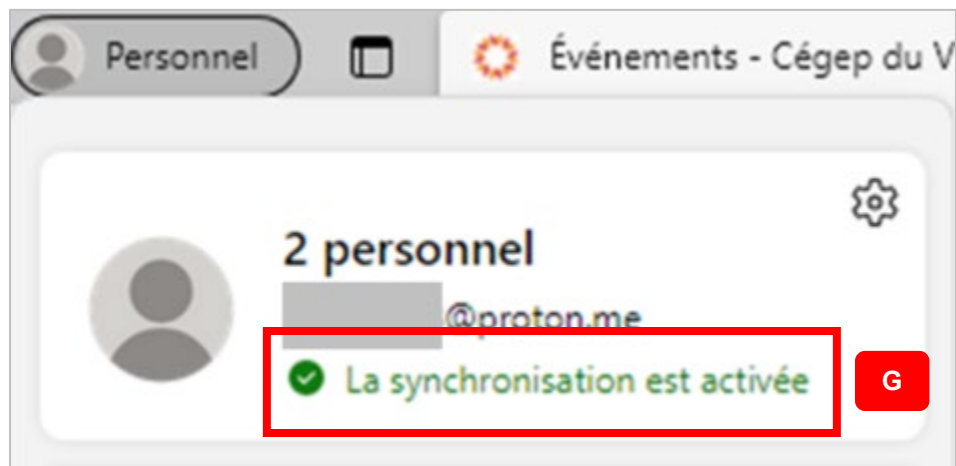 Personnel
Événements - Cégep du V
2 personnel
@proton.me
La synchronisation est activée
G